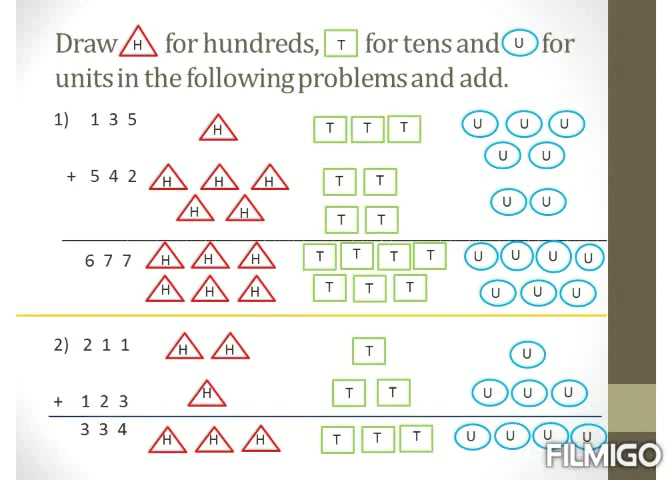 Draw H for hundreds, T for tens and U for
units in the following problems and add.
1) 1 3 5 H T T T U U U
U U
+ 5 4 2 H H H T T
H H T T U U
6 7 7 H H H T T T T U U U U
H H H T T T U U U
2) 2 1 1 H H T U
+ 1 2 3 H T T U U U
3 3 4 H H H T T T U U U U
FILMIGO